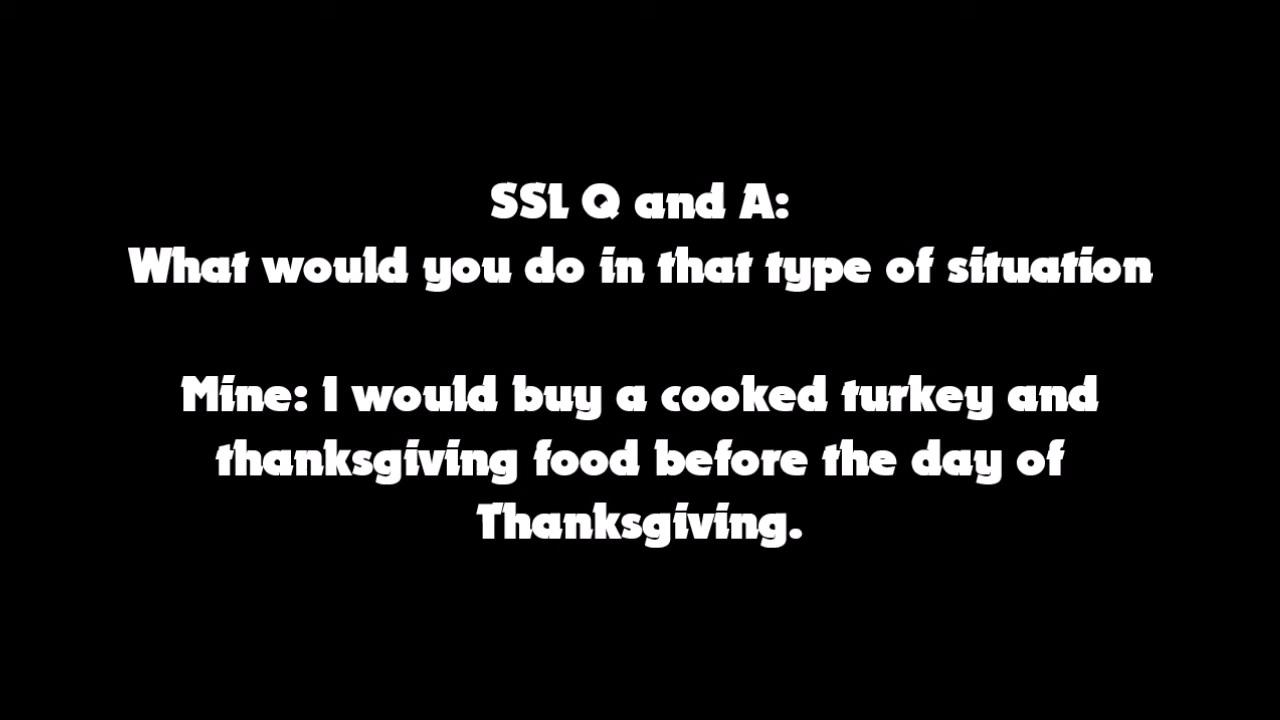 SSL Q and A:
What would you do in that type of situation
Mine: I would buy a cooked turkey and
thanksgiving food before the day of
Thanksgiving.